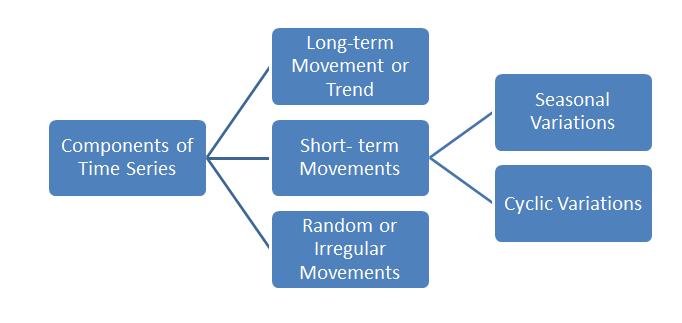 Components of
Time Series
Long-term
Movement or
Trend
Short- term
Movements
Random or
Irregular
Movements
Seasonal
Variations
Cyclic Variations